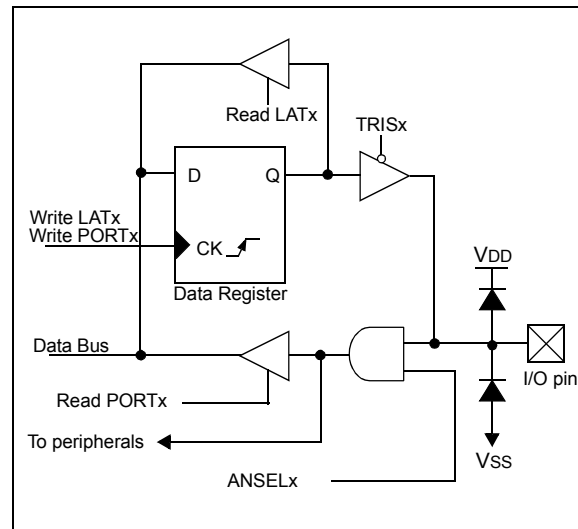 Read LATx
TRISx
D Q
Write LATx
Write PORTx
CK
Data Register
VDD
Data Bus
I/O pin
Read PORTx
To peripherals
VSS
ANSELx